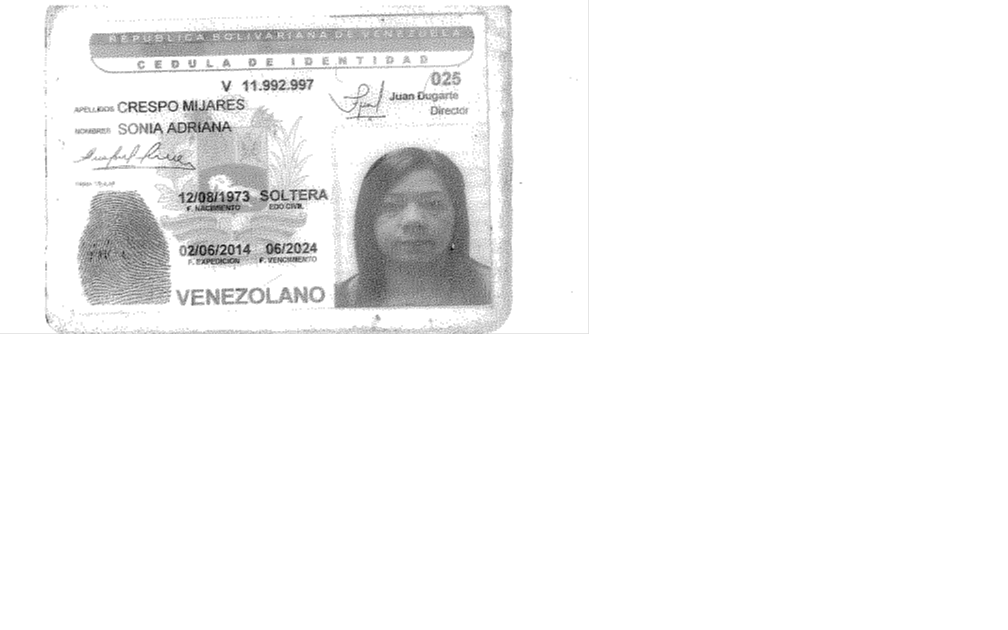 REPUBLICA BOLIVARIANA DE VENEZUELA
CEDULA DE IDENTIDAD
V 11.992.997
025
Juan Dugarte
Director
APELLIDOS CRESPO MIJARES
NOMBRES SONIA ADRIANA
FIRMA TITULAR
12/08/1973 SOLTERA
F. NACIMIENTO EDO CIVIL
02/06/2014 06/2024
F. EXPEDICION F. VENCIMIENTO
VENEZOLANO